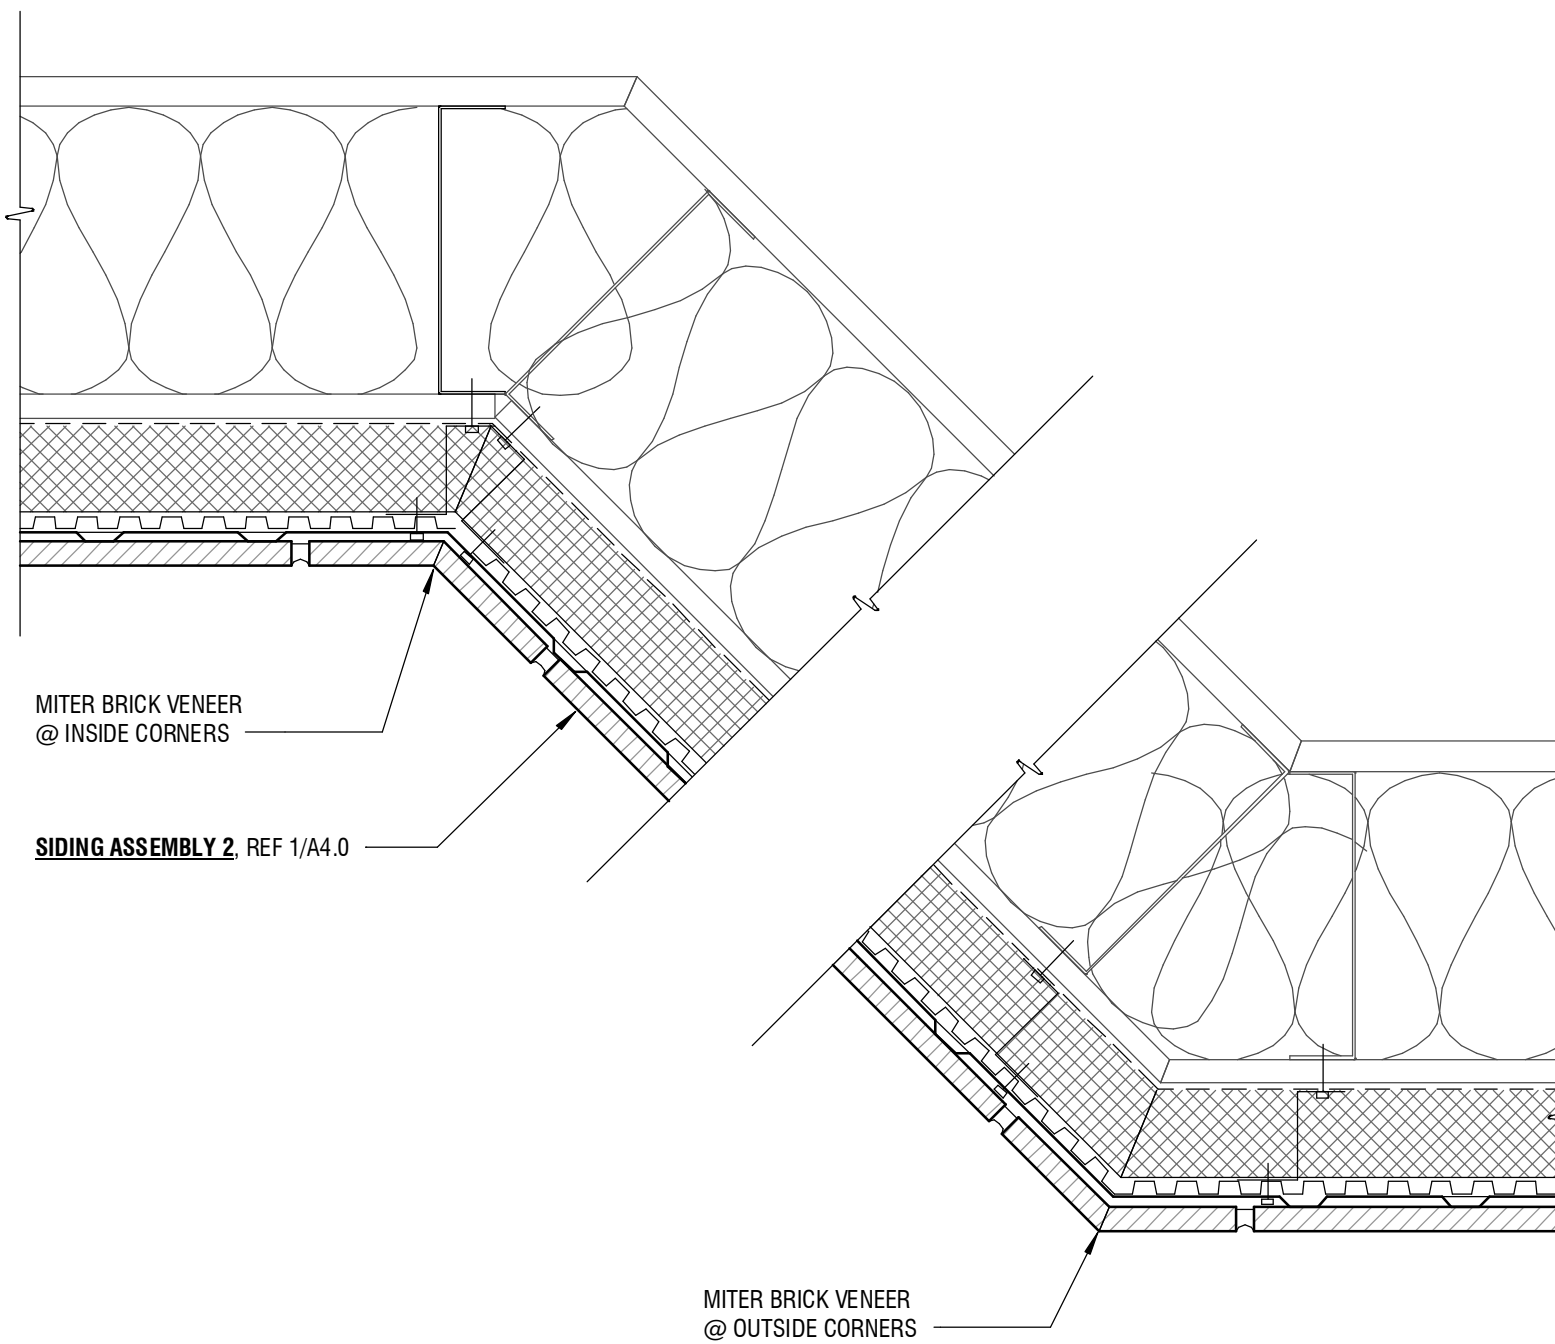 MITER BRICK VENEER
@ INSIDE CORNERS
SIDING ASSEMBLY 2, REF 1/A4.0
MITER BRICK VENEER
@ OUTSIDE CORNERS